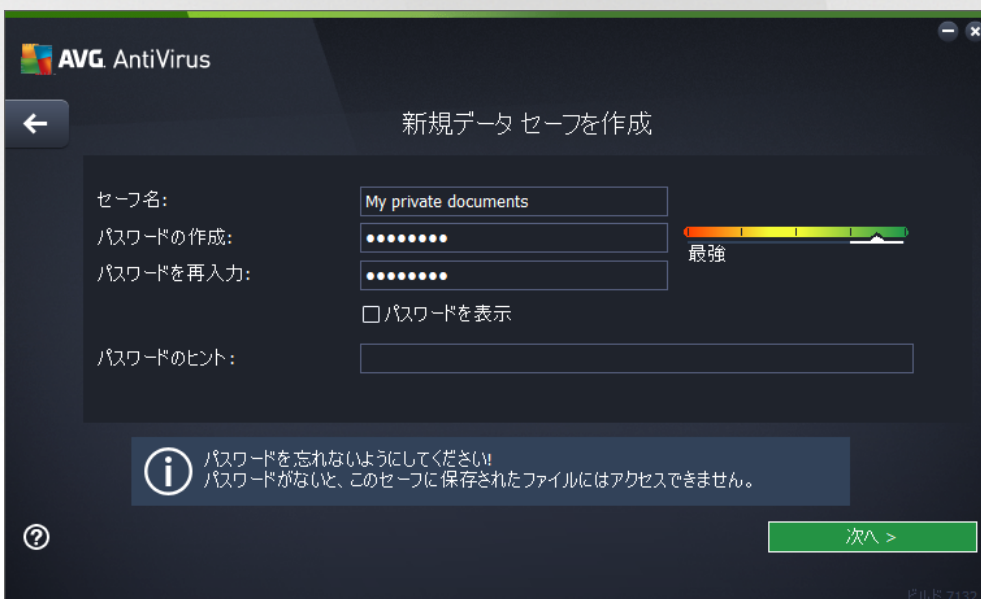 AVG. AntiVirus
新規データ セーフを作成
セーフ名:
My private documents
パスワードの作成:
●●●●●●●●
最強
パスワードを再入力:
●●●●●●●●
パスワードを表示
パスワードのヒント:
パスワードを忘れないようにしてください!
パスワードがないと、このセーフに保存されたファイルにはアクセスできません。
次へ >
ビルド 7132